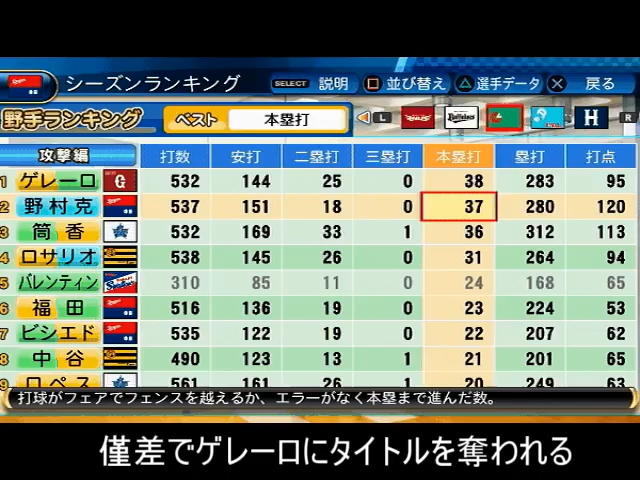 シーズンランキング SELECT 説明 並び替え 選手データ 戻る
野手ランキング ベスト 本塁打 L Buffaloes H R
攻撃編 打数 安打 二塁打 三塁打 本塁打 塁打 打点
1 ゲレーロ G 532 144 25 0 38 283 95
2 野村克 537 151 18 0 37 280 120
3 筒香 532 169 33 1 36 312 113
4 ロサリオ 538 145 26 0 31 264 94
5 バレンティン 310 85 11 0 24 168 65
6 福田 516 136 19 0 23 224 53
7 ビシエド 535 122 19 0 22 207 62
8 中谷 490 123 13 1 21 201 65
9 ロペス 561 161 26 1 20 249 63
打球がフェアでフェンスを越えるか、エラーがなく本塁まで進んだ数。
僅差でゲレーロにタイトルを奪われる